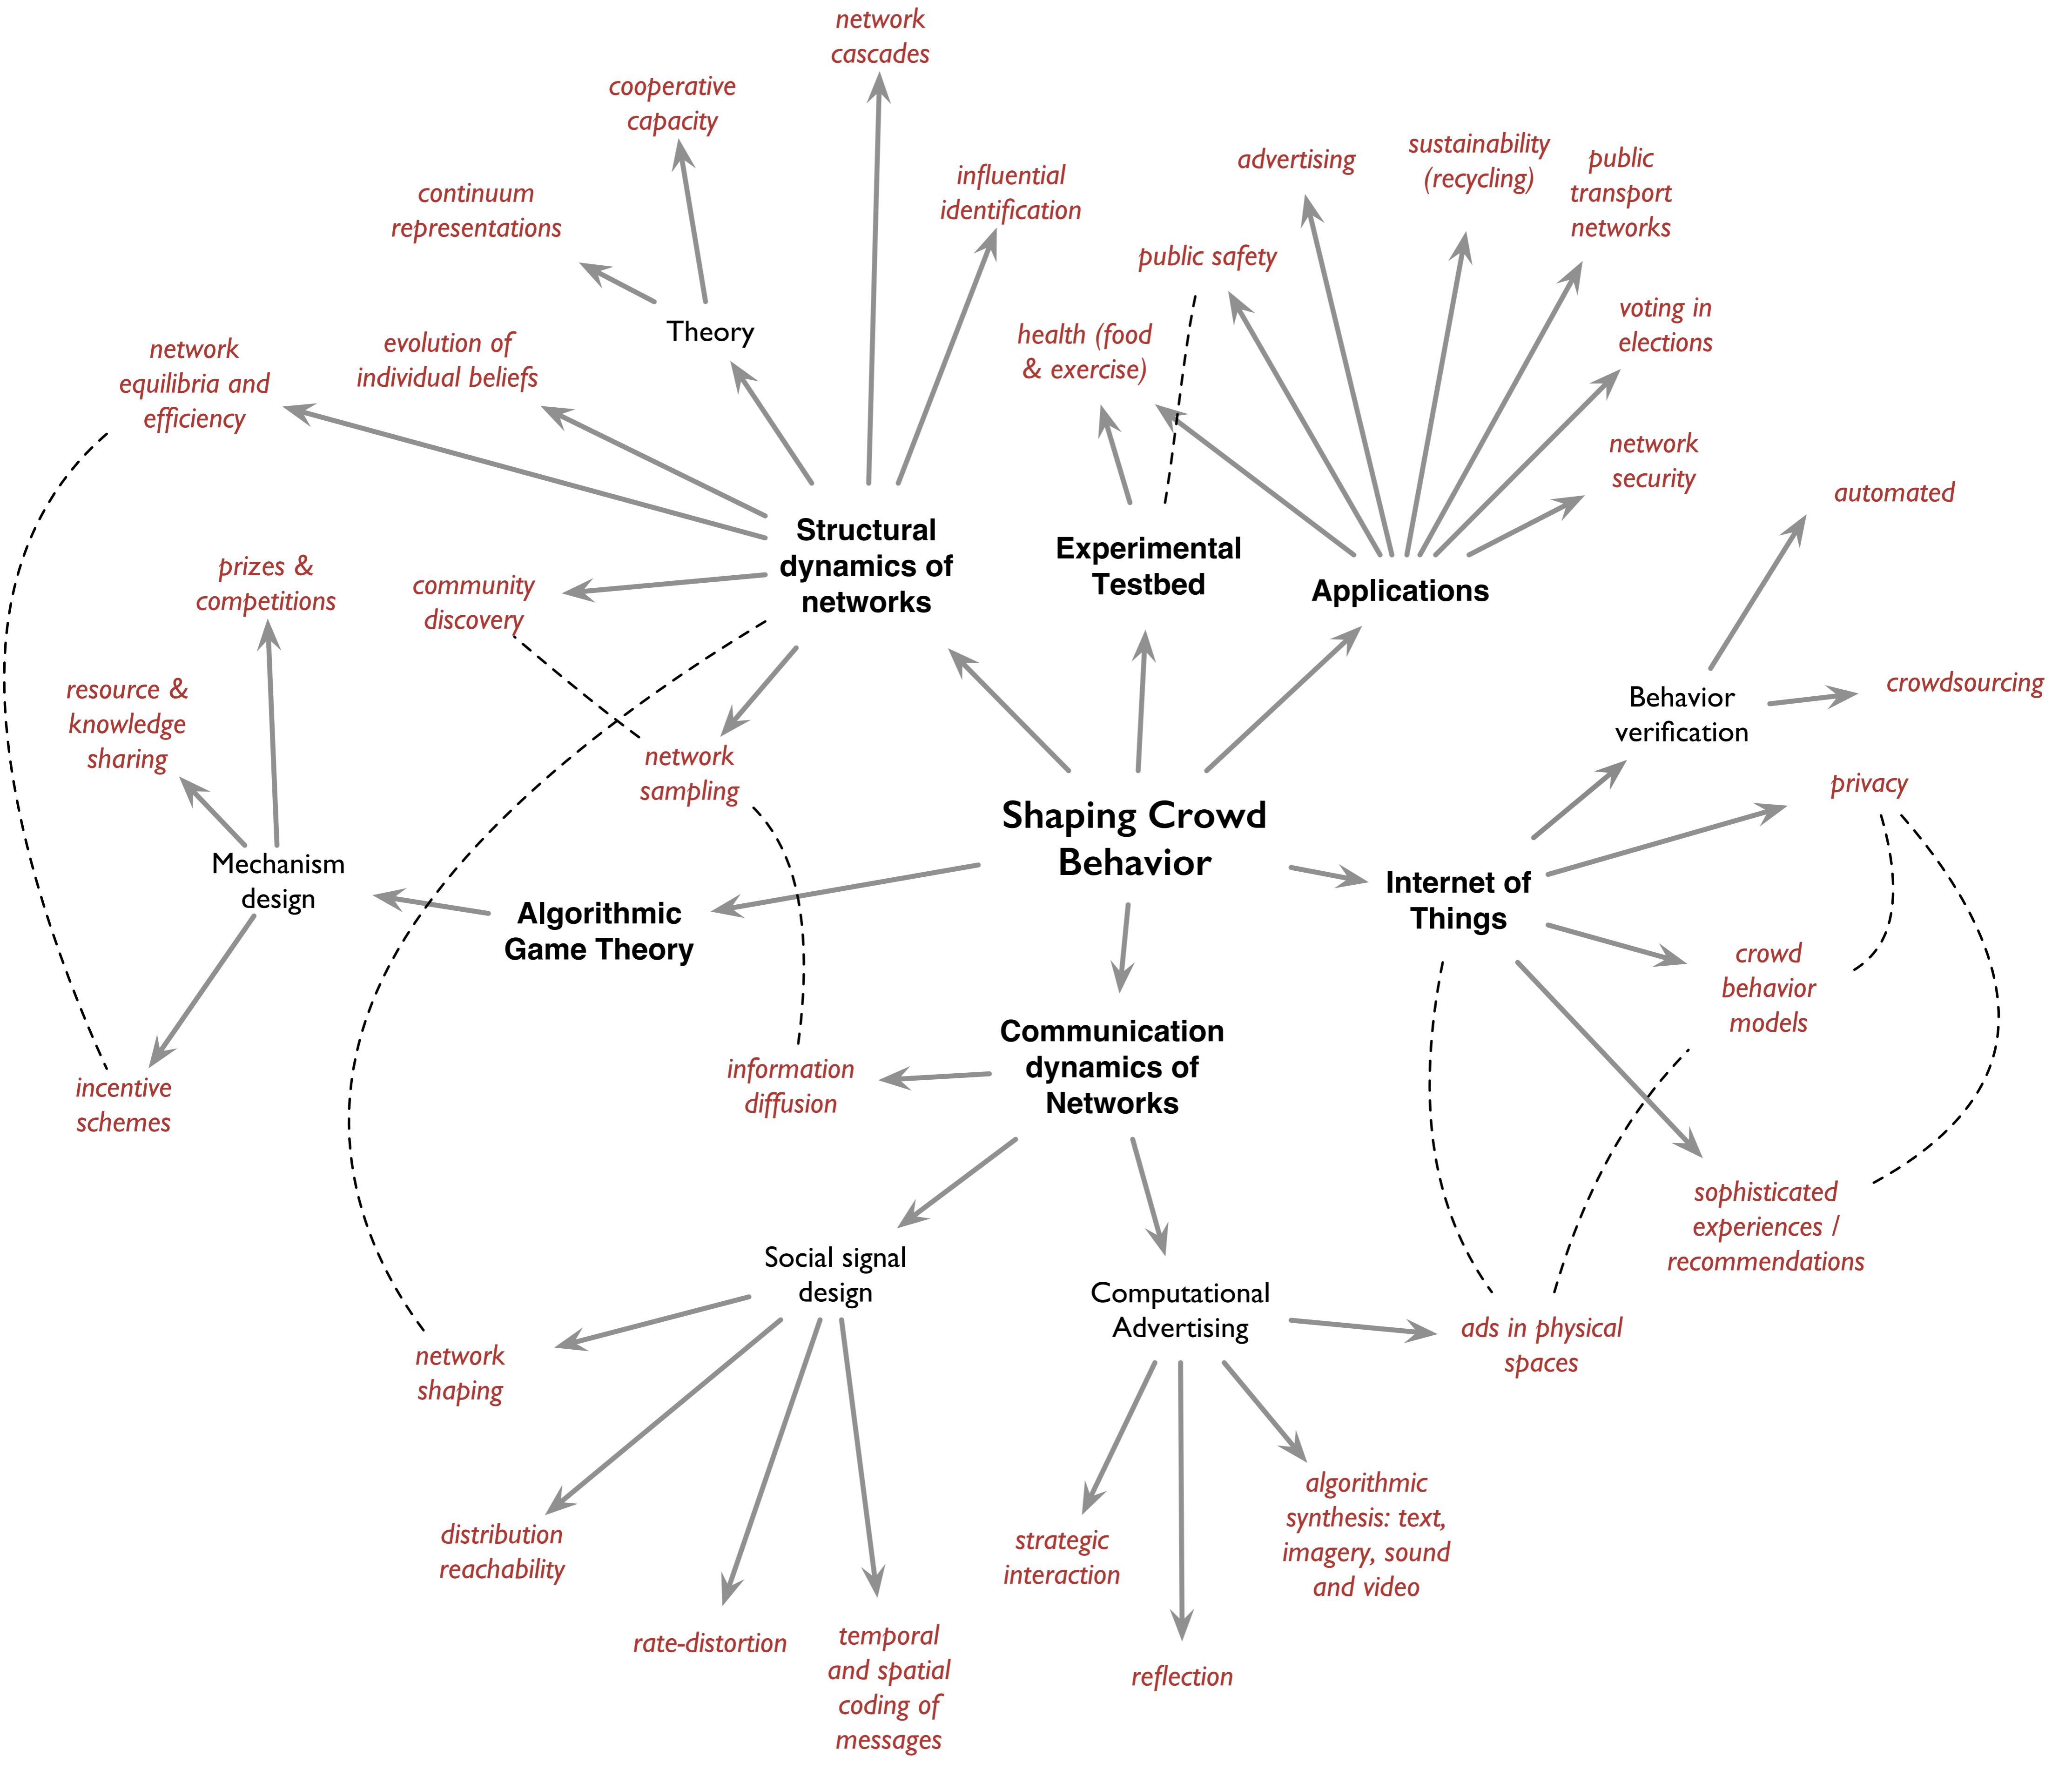 network
cascades
cooperative
capacity
continuum
representations
influential
identification
advertising
sustainability
(recycling)
public
transport
networks
public safety
health (food
& exercise)
voting in
elections
network
security
Theory
evolution of
individual beliefs
network
equilibria and
efficiency
Structural
dynamics of
networks
Experimental
Testbed
Applications
automated
crowdsourcing
Behavior
verification
privacy
prizes &
competitions
community
discovery
resource &
knowledge
sharing
network
sampling
Shaping Crowd
Behavior
Mechanism
design
Algorithmic
Game Theory
Internet of
Things
crowd
behavior
models
Communication
dynamics of
Networks
information
diffusion
incentive
schemes
sophisticated
experiences /
recommendations
Social signal
design
Computational
Advertising
ads in physical
spaces
network
shaping
distribution
reachability
strategic
interaction
algorithmic
synthesis: text,
imagery, sound
and video
rate-distortion
temporal
and spatial
coding of
messages
reflection